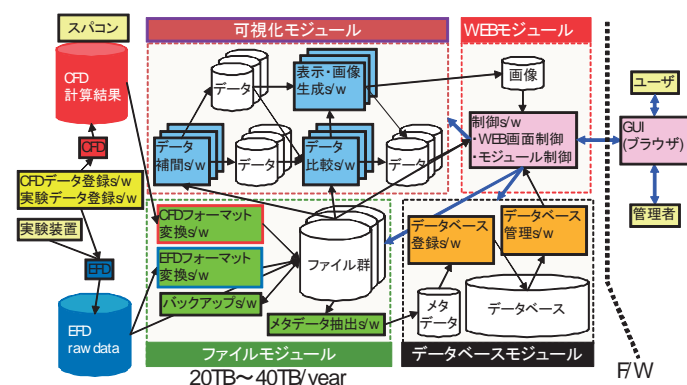 スパコン
CFD
計算結果
CFD
CFDデータ登録s/w
実験データ登録s/w
実験装置
EFD
EFD
raw data
可視化モジュール
データ
表示・画像
生成s/w
データ
補間s/w
データ
データ
比較s/w
データ
WEBモジュール
画像
制御s/w
・WEB画面制御
・モジュール制御
ユーザ
GUI
(ブラウザ)
管理者
CFDフォーマット
変換s/w
EFDフォーマット
変換s/w
バックアップs/w
ファイル群
メタデータ抽出s/w
ファイルモジュール
20TB～40TB/year
データベース
登録s/w
データベース
管理s/w
メタ
データ
データベース
データベースモジュール
F/W